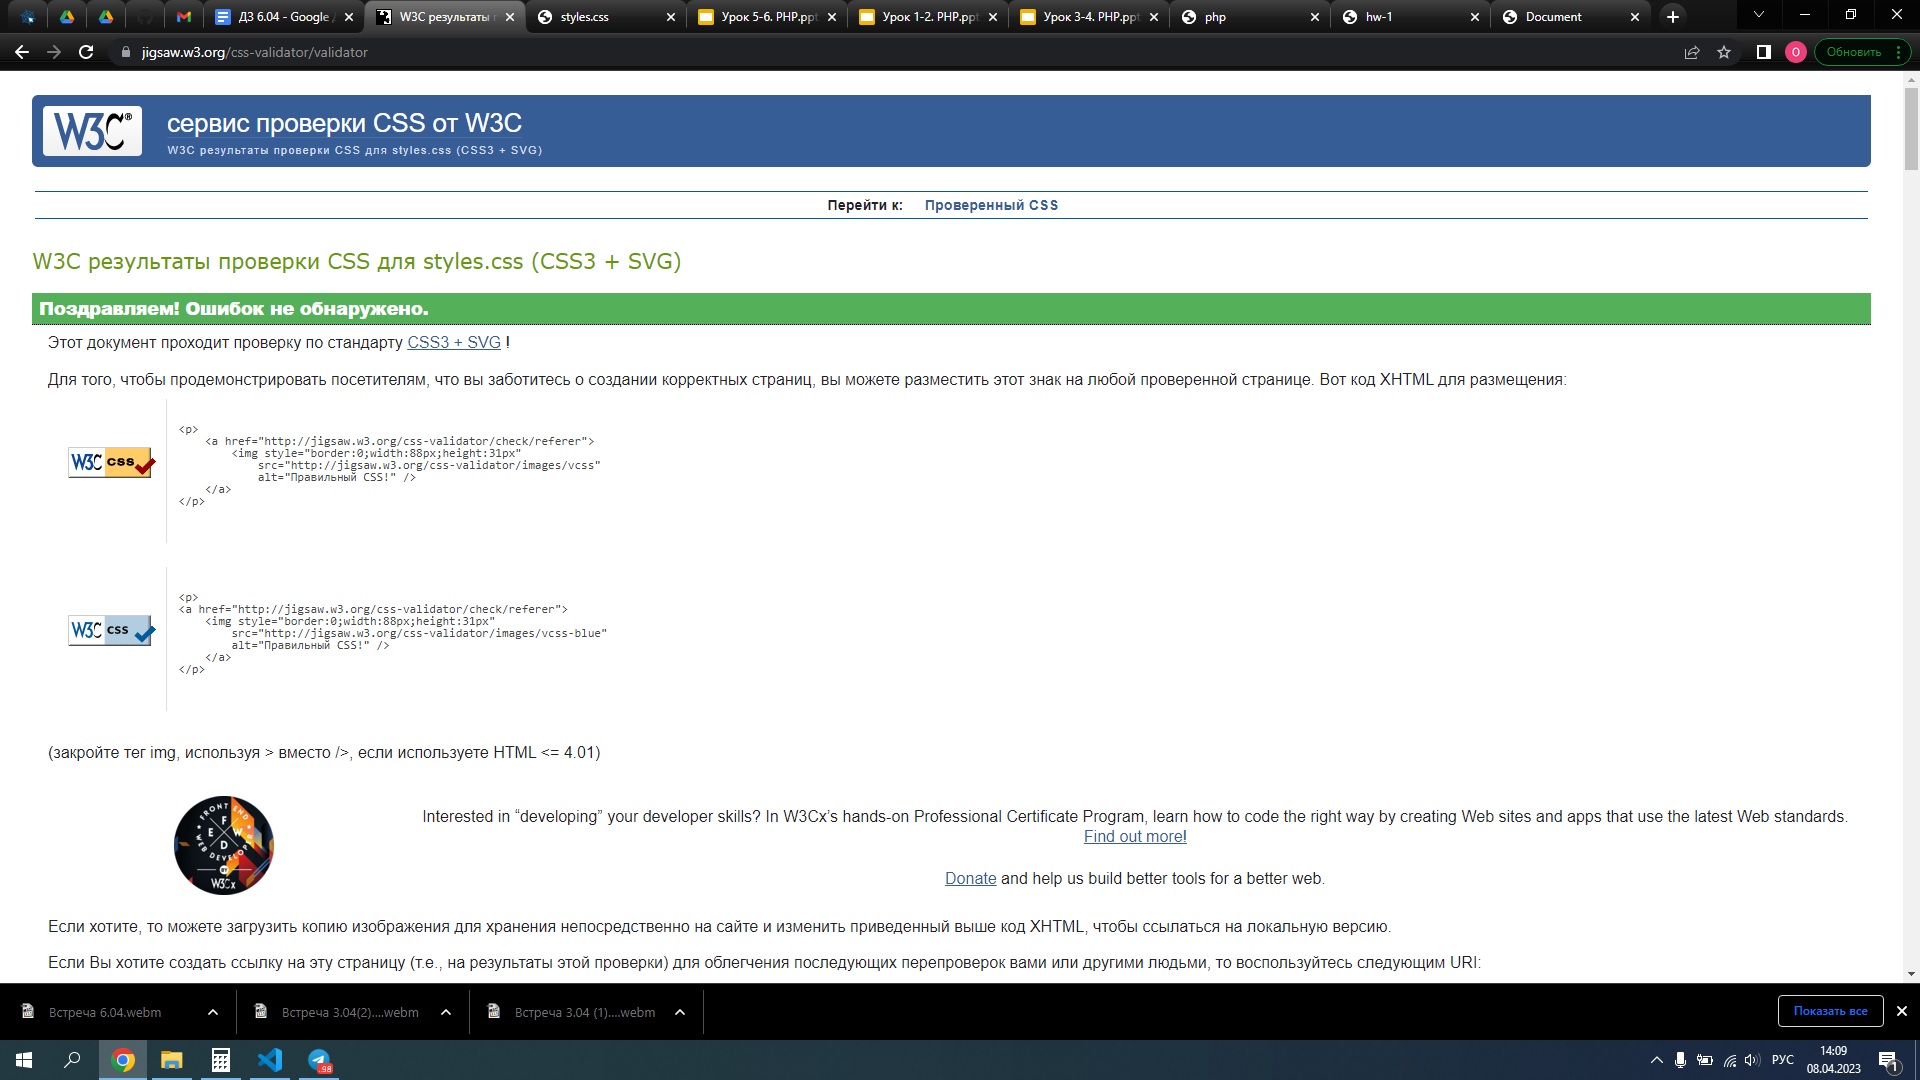 ДЗ 6.04 - Google
W3C результаты
styles.css
Урок 5-6. PHP.ppt
Урок 1-2. PHP.ppt
Урок 3-4. PHP.ppt
php
hw-1
Document
jigsaw.w3.org/css-validator/validator
O
Обновить
W3C®
сервис проверки CSS от W3C
W3C результаты проверки CSS для styles.css (CSS3 + SVG)
Перейти к: Проверенный CSS
W3C результаты проверки CSS для styles.css (CSS3 + SVG)
Поздравляем! Ошибок не обнаружено.
Этот документ проходит проверку по стандарту CSS3 + SVG !
Для того, чтобы продемонстрировать посетителям, что вы заботитесь о создании корректных страниц, вы можете разместить этот знак на любой проверенной странице. Вот код XHTML для размещения:
W3C css
<p>
<a href="http://jigsaw.w3.org/css-validator/check/referer">
<img style="border:0;width:88px;height:31px"
src="http://jigsaw.w3.org/css-validator/images/vcss"
alt="Правильный CSS!" />
</a>
</p>
W3C css
<p>
<a href="http://jigsaw.w3.org/css-validator/check/referer">
<img style="border:0;width:88px;height:31px"
src="http://jigsaw.w3.org/css-validator/images/vcss-blue"
alt="Правильный CSS!" />
</a>
</p>
(закройте тег img, используя > вместо />, если используете HTML <= 4.01)
FRONT END
F
E W
D
WEB DEVELOPER
W3Cx
Interested in “developing” your developer skills? In W3Cx’s hands-on Professional Certificate Program, learn how to code the right way by creating Web sites and apps that use the latest Web standards.
Find out more!
Donate and help us build better tools for a better web.
Если хотите, то можете загрузить копию изображения для хранения непосредственно на сайте и изменить приведенный выше код XHTML, чтобы ссылаться на локальную версию.
Если Вы хотите создать ссылку на эту страницу (т.е., на результаты этой проверки) для облегчения последующих перепроверок вами или другими людьми, то воспользуйтесь следующим URI:
Встреча 6.04.webm
Встреча 3.04(2)....webm
Встреча 3.04 (1)....webm
Показать все
98
РУС
14:09
08.04.2023
1